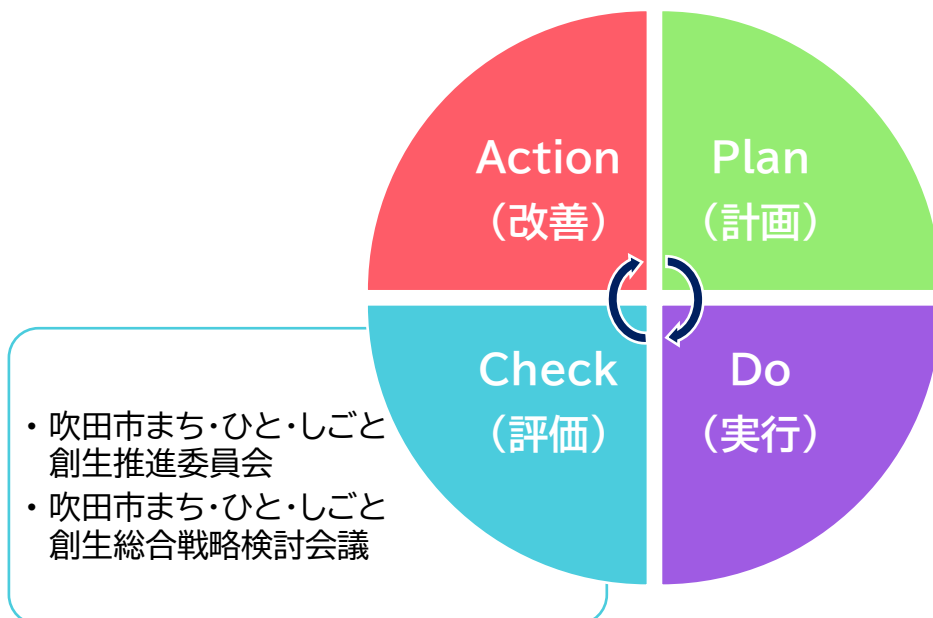 Action
（改善）
Plan
（計画）
Check
（評価）
Do
（実行）
・吹田市まち・ひと・しごと
創生推進委員会
・吹田市まち・ひと・しごと
創生総合戦略検討会議